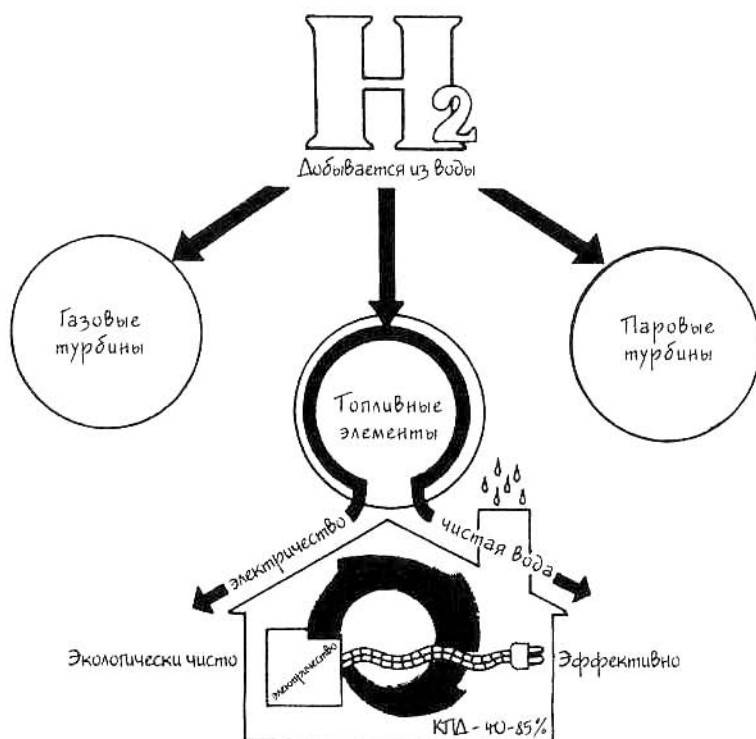 H2
Добывается из воды
Газовые
турбины
Паровые
турбины
Топливные
элементы
электричество
чистая вода
Экологически чисто
электричество
Эффективно
КПД - 40-85%